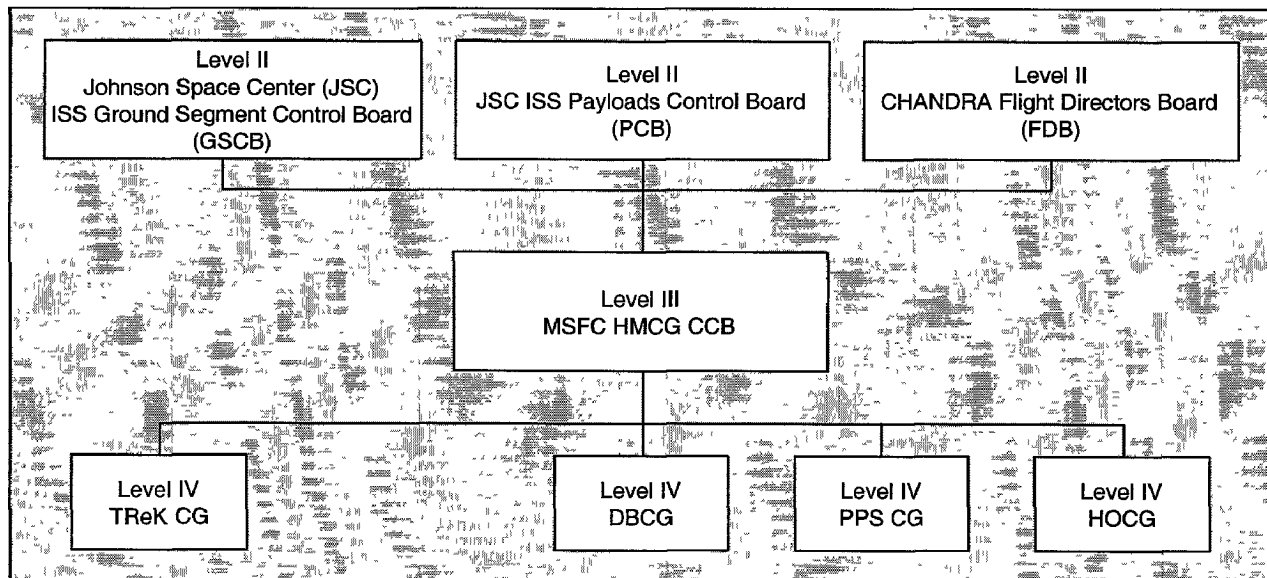 Level II
Johnson Space Center (JSC)
ISS Ground Segment Control Board
(GSCB)
Level II
JSC ISS Payloads Control Board
(PCB)
Level II
CHANDRA Flight Directors Board
(FDB)
Level III
MSFC HMCG CCB
Level IV
TReK CG
Level IV
DBCG
Level IV
PPS CG
Level IV
HOCG